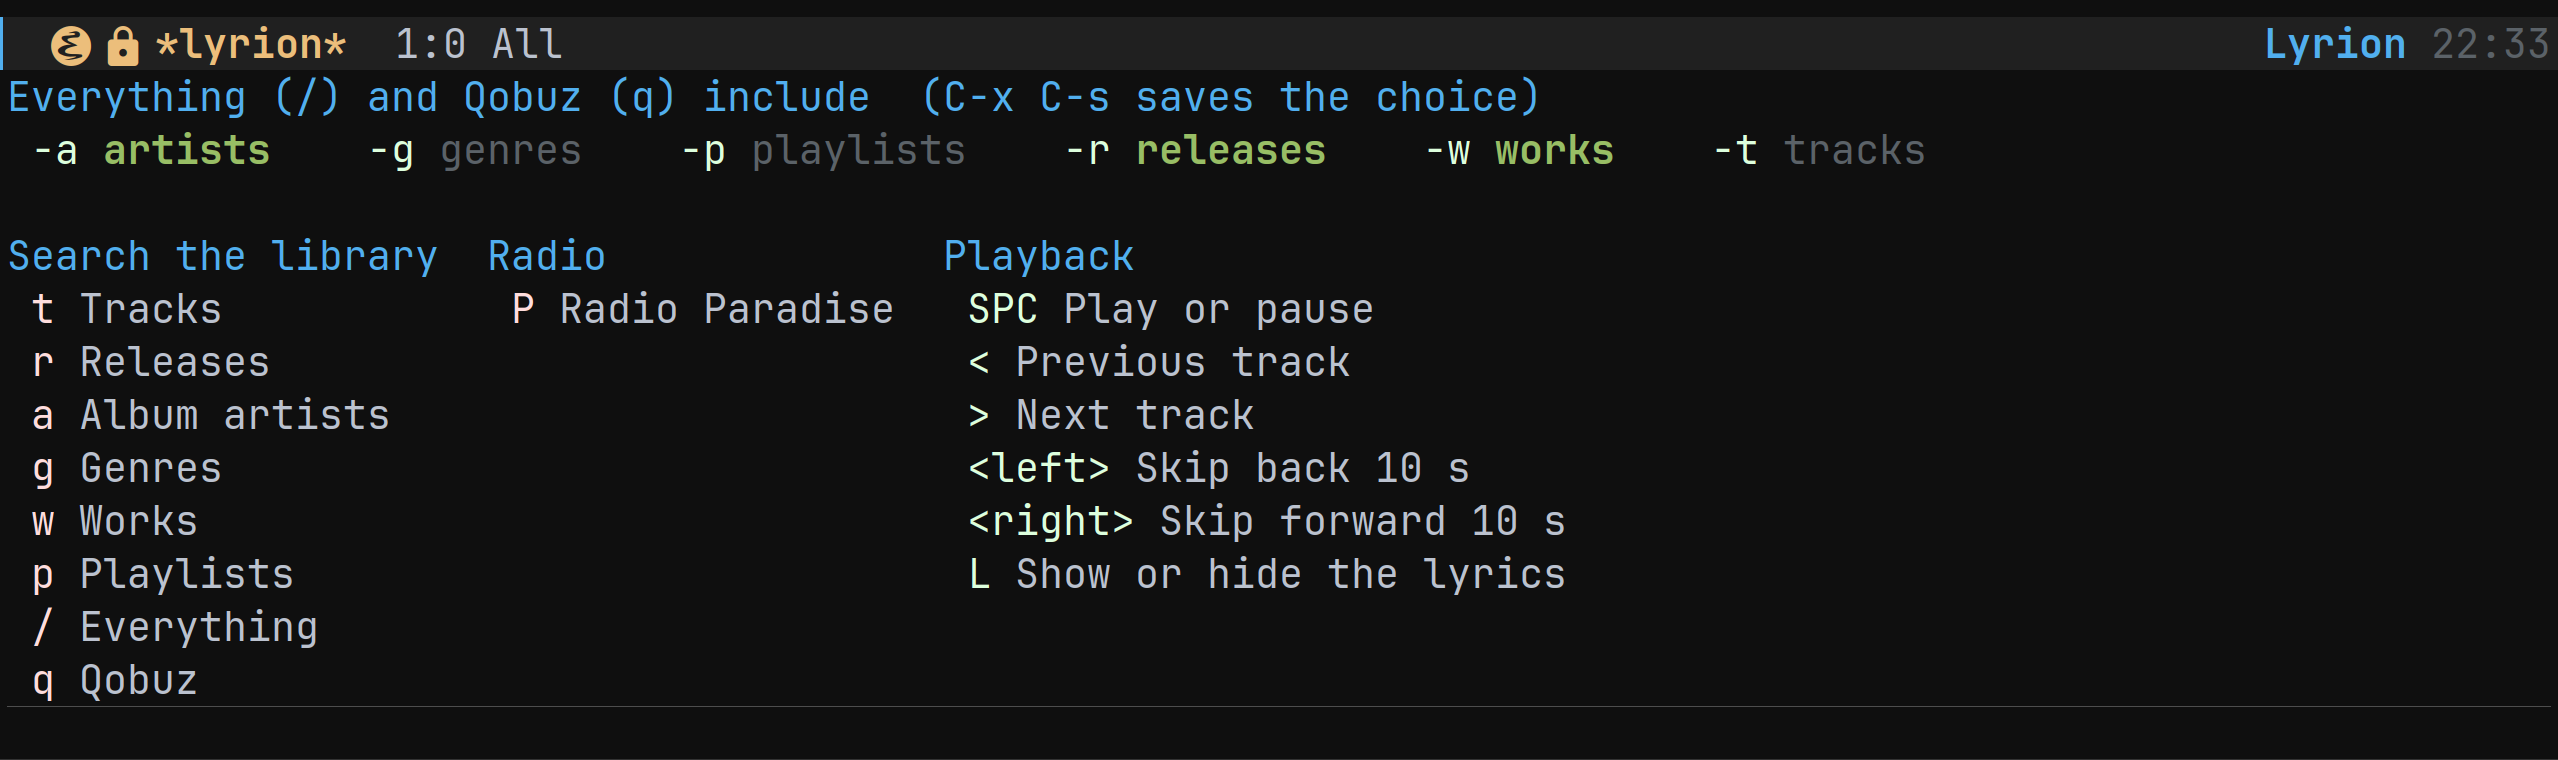 *lyrion* 1:0 All Lyrion 22:33
Everything (/) and Qobuz (q) include (C-x C-s saves the choice)
-a artists -g genres -p playlists -r releases -w works -t tracks
Search the library Radio Playback
t Tracks P Radio Paradise SPC Play or pause
r Releases < Previous track
a Album artists > Next track
g Genres <left> Skip back 10 s
w Works <right> Skip forward 10 s
p Playlists L Show or hide the lyrics
/ Everything
q Qobuz